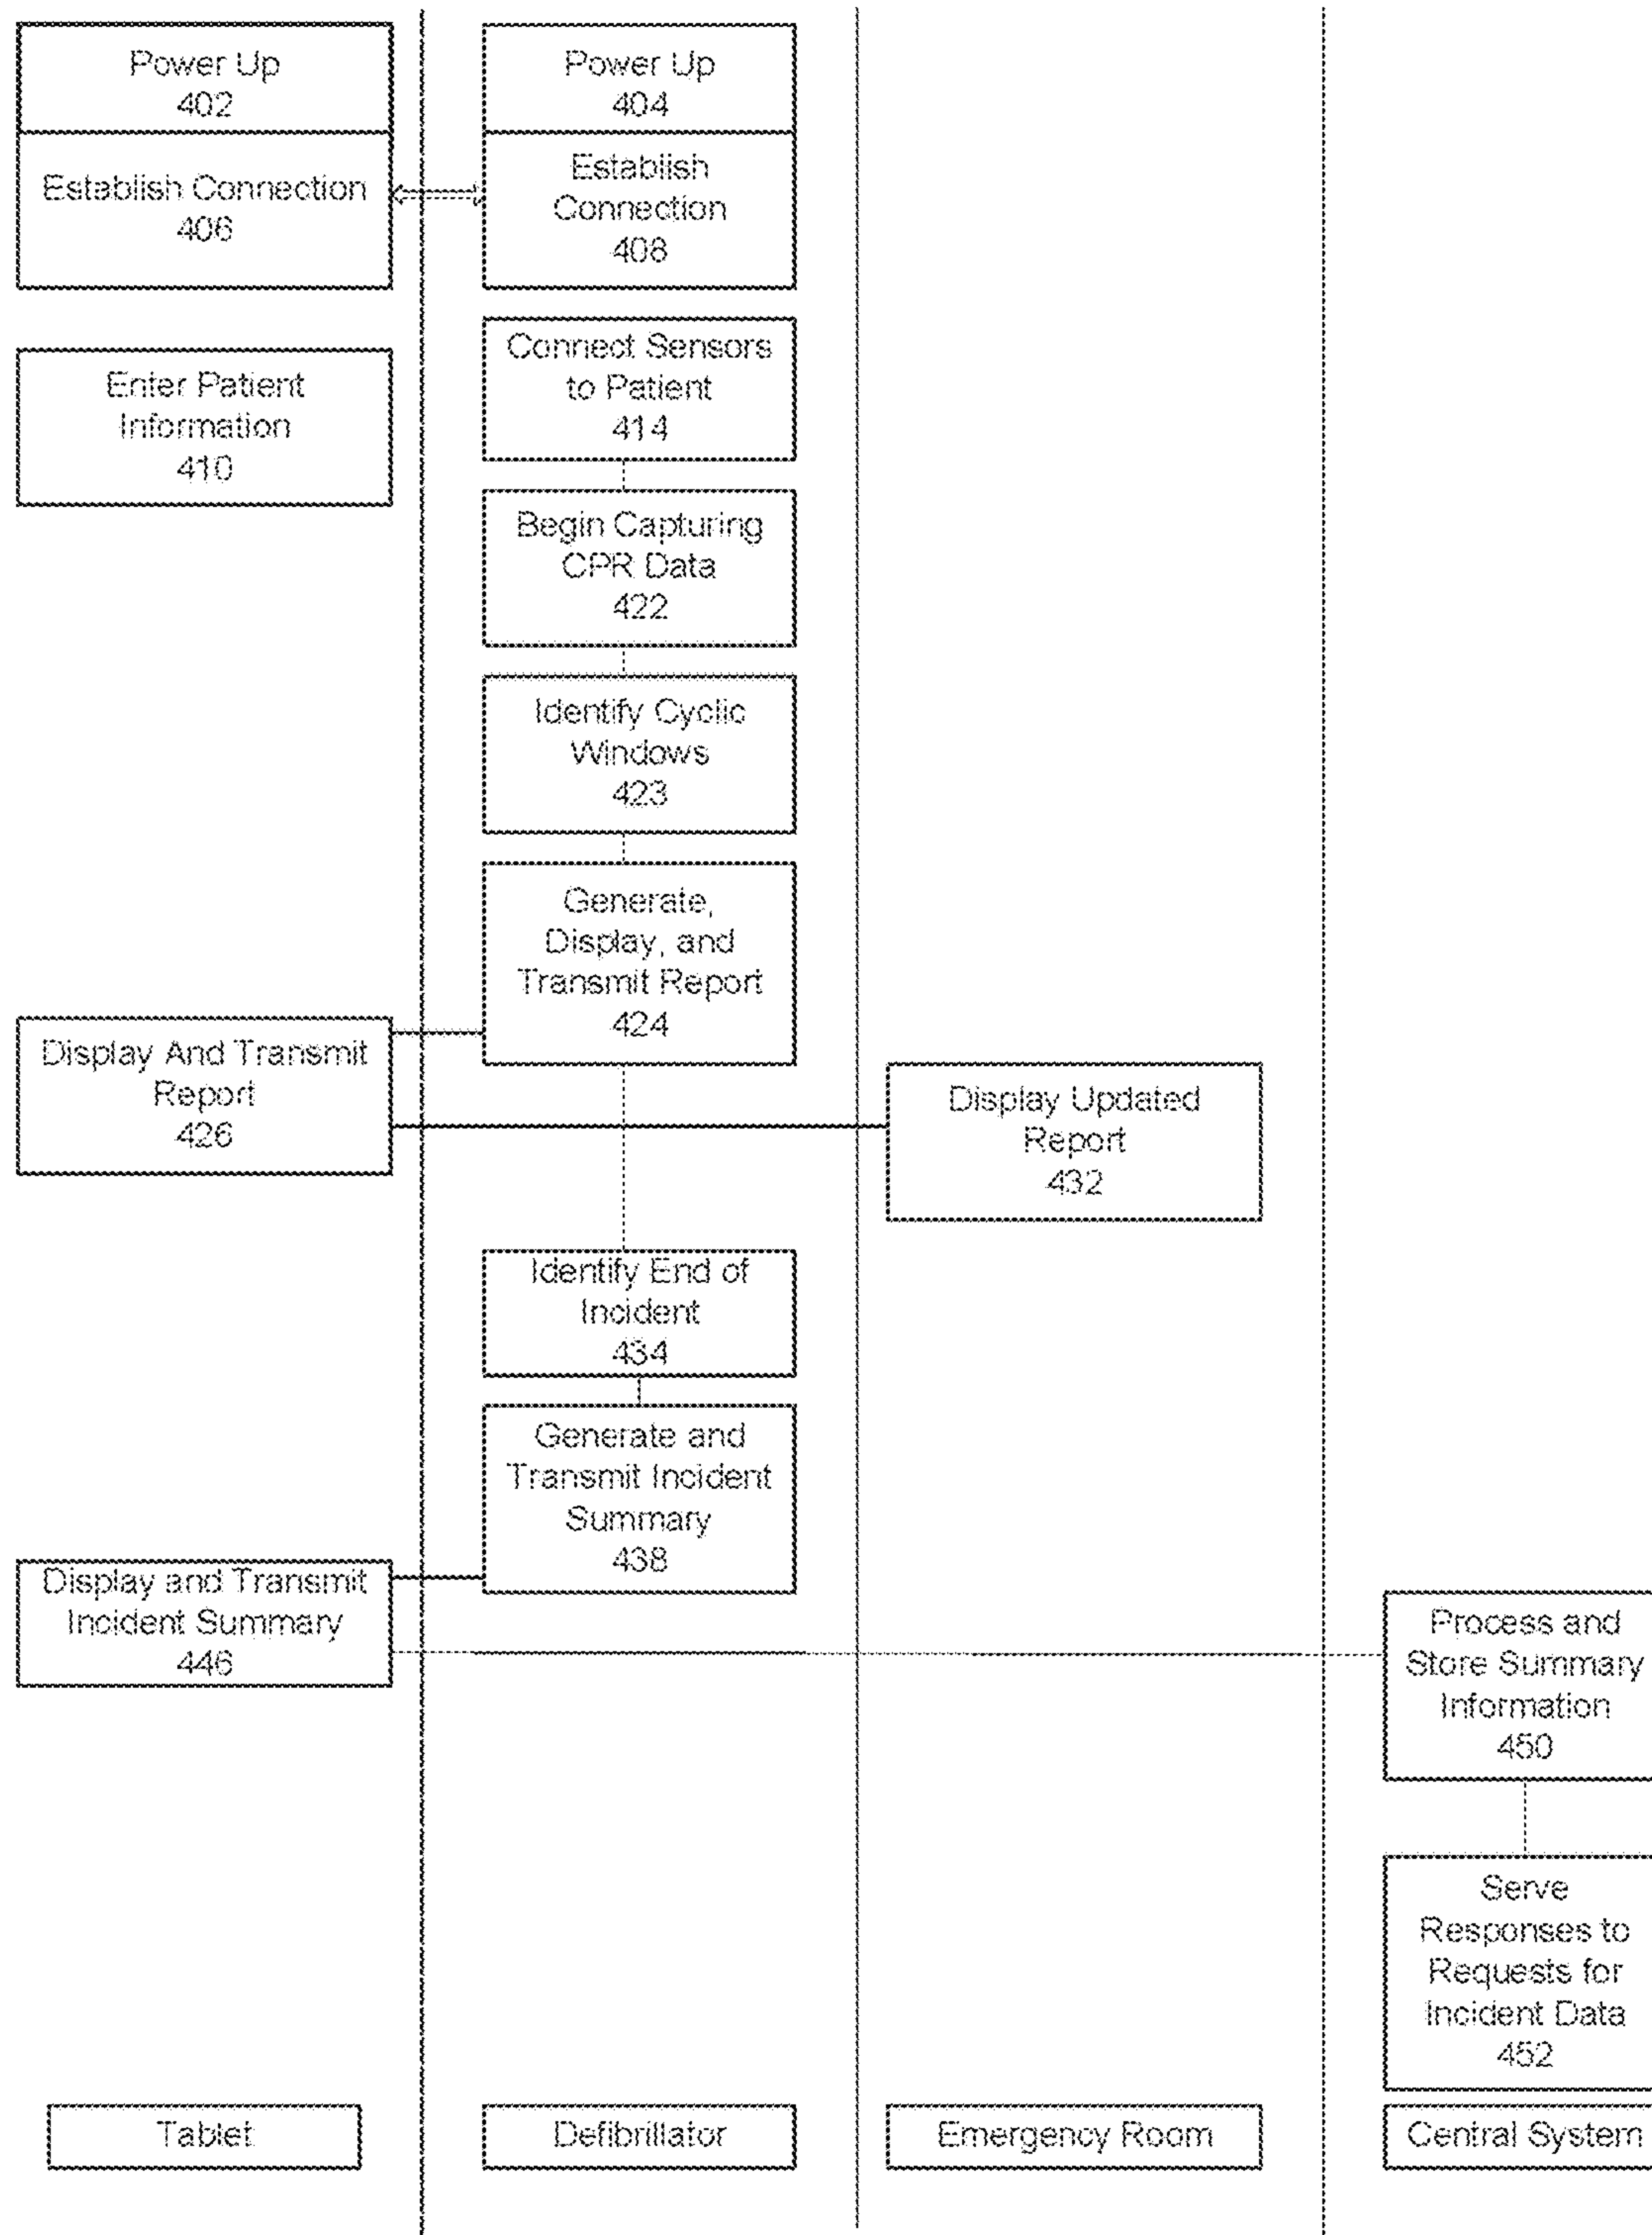 Power Up
402
Power Up
404
Establish Connection
406
Establish
Connection
408
Enter Patient
Information
410
Connect Sensors
to Patient
414
Begin Capturing
CPR Data
422
Identify Cyclic
Windows
423
Generate,
Display, and
Transmit Report
424
Display And Transmit
Report
426
Display Updated
Report
432
Identify End of
Incident
434
Generate and
Transmit Incident
Summary
438
Display and Transmit
Incident Summary
446
Process and
Store Summary
Information
450
Serve
Responses to
Requests for
Incident Data
452
Tablet
Defibrillator
Emergency Room
Central System